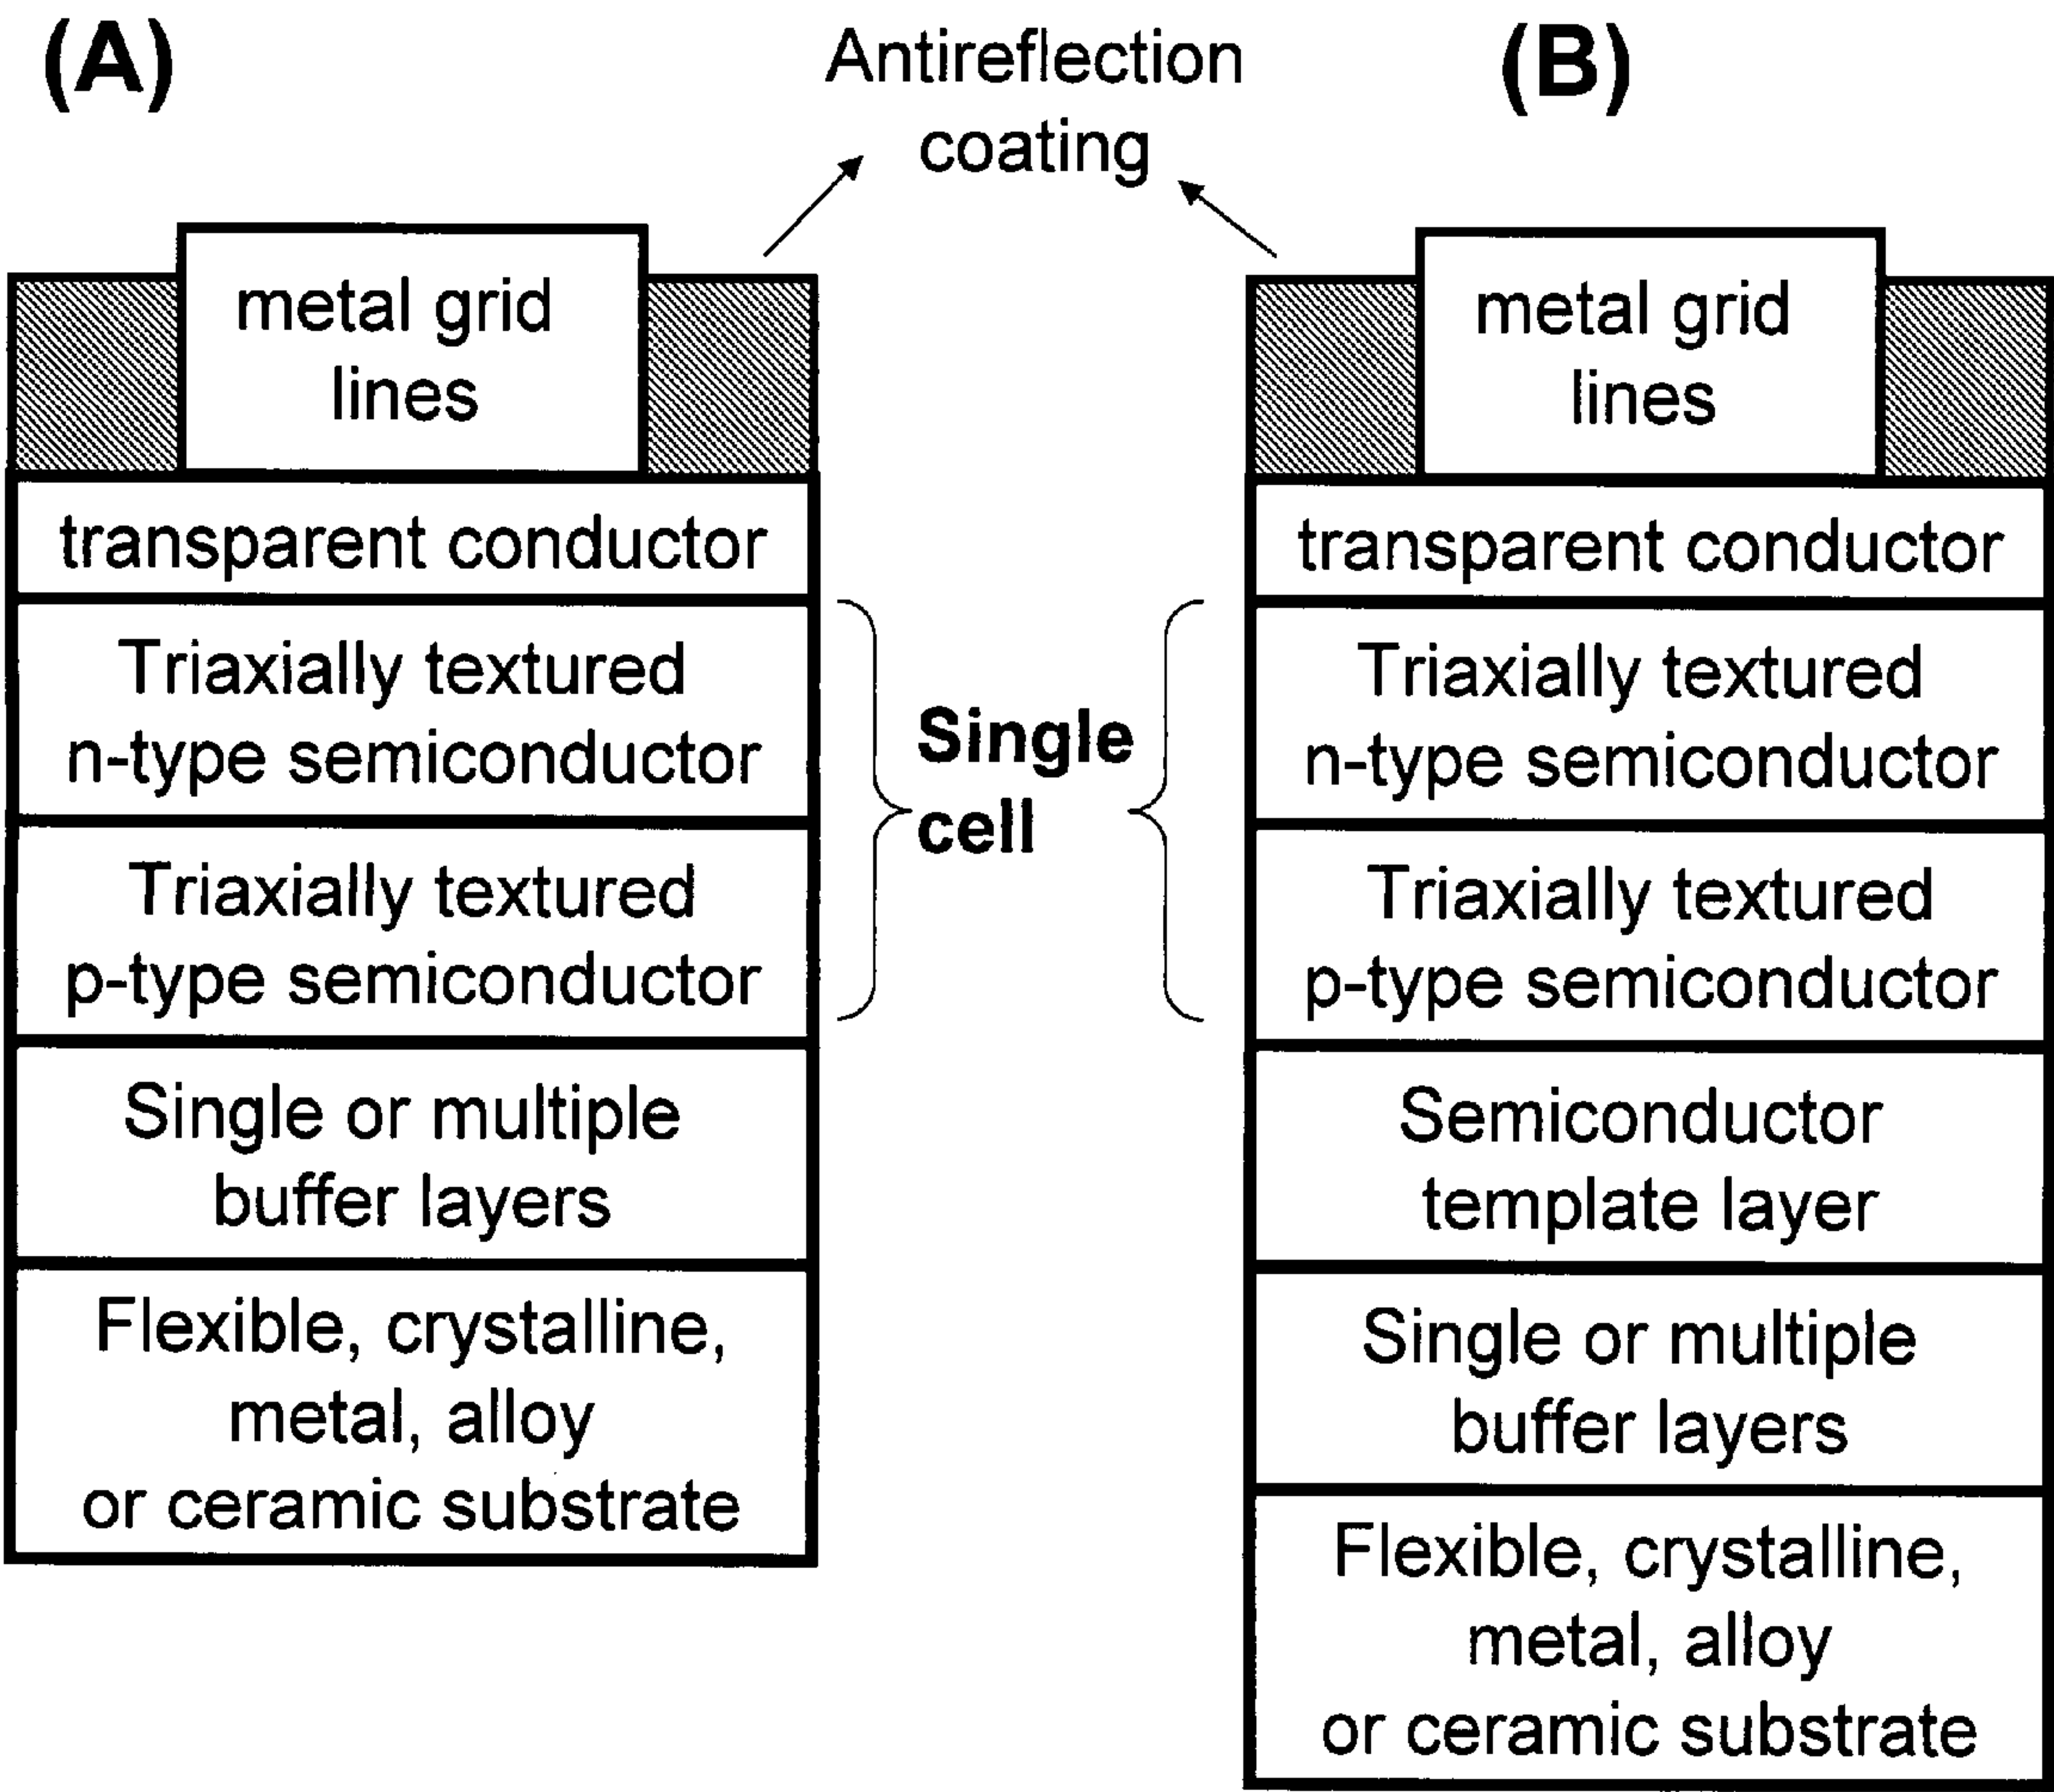 (A)
Antireflection
coating
(B)
metal grid
lines
transparent conductor
Triaxially textured
n-type semiconductor
Triaxially textured
p-type semiconductor
Single or multiple
buffer layers
Flexible, crystalline,
metal, alloy
or ceramic substrate
Single
cell
metal grid
lines
transparent conductor
Triaxially textured
n-type semiconductor
Triaxially textured
p-type semiconductor
Semiconductor
template layer
Single or multiple
buffer layers
Flexible, crystalline,
metal, alloy
or ceramic substrate